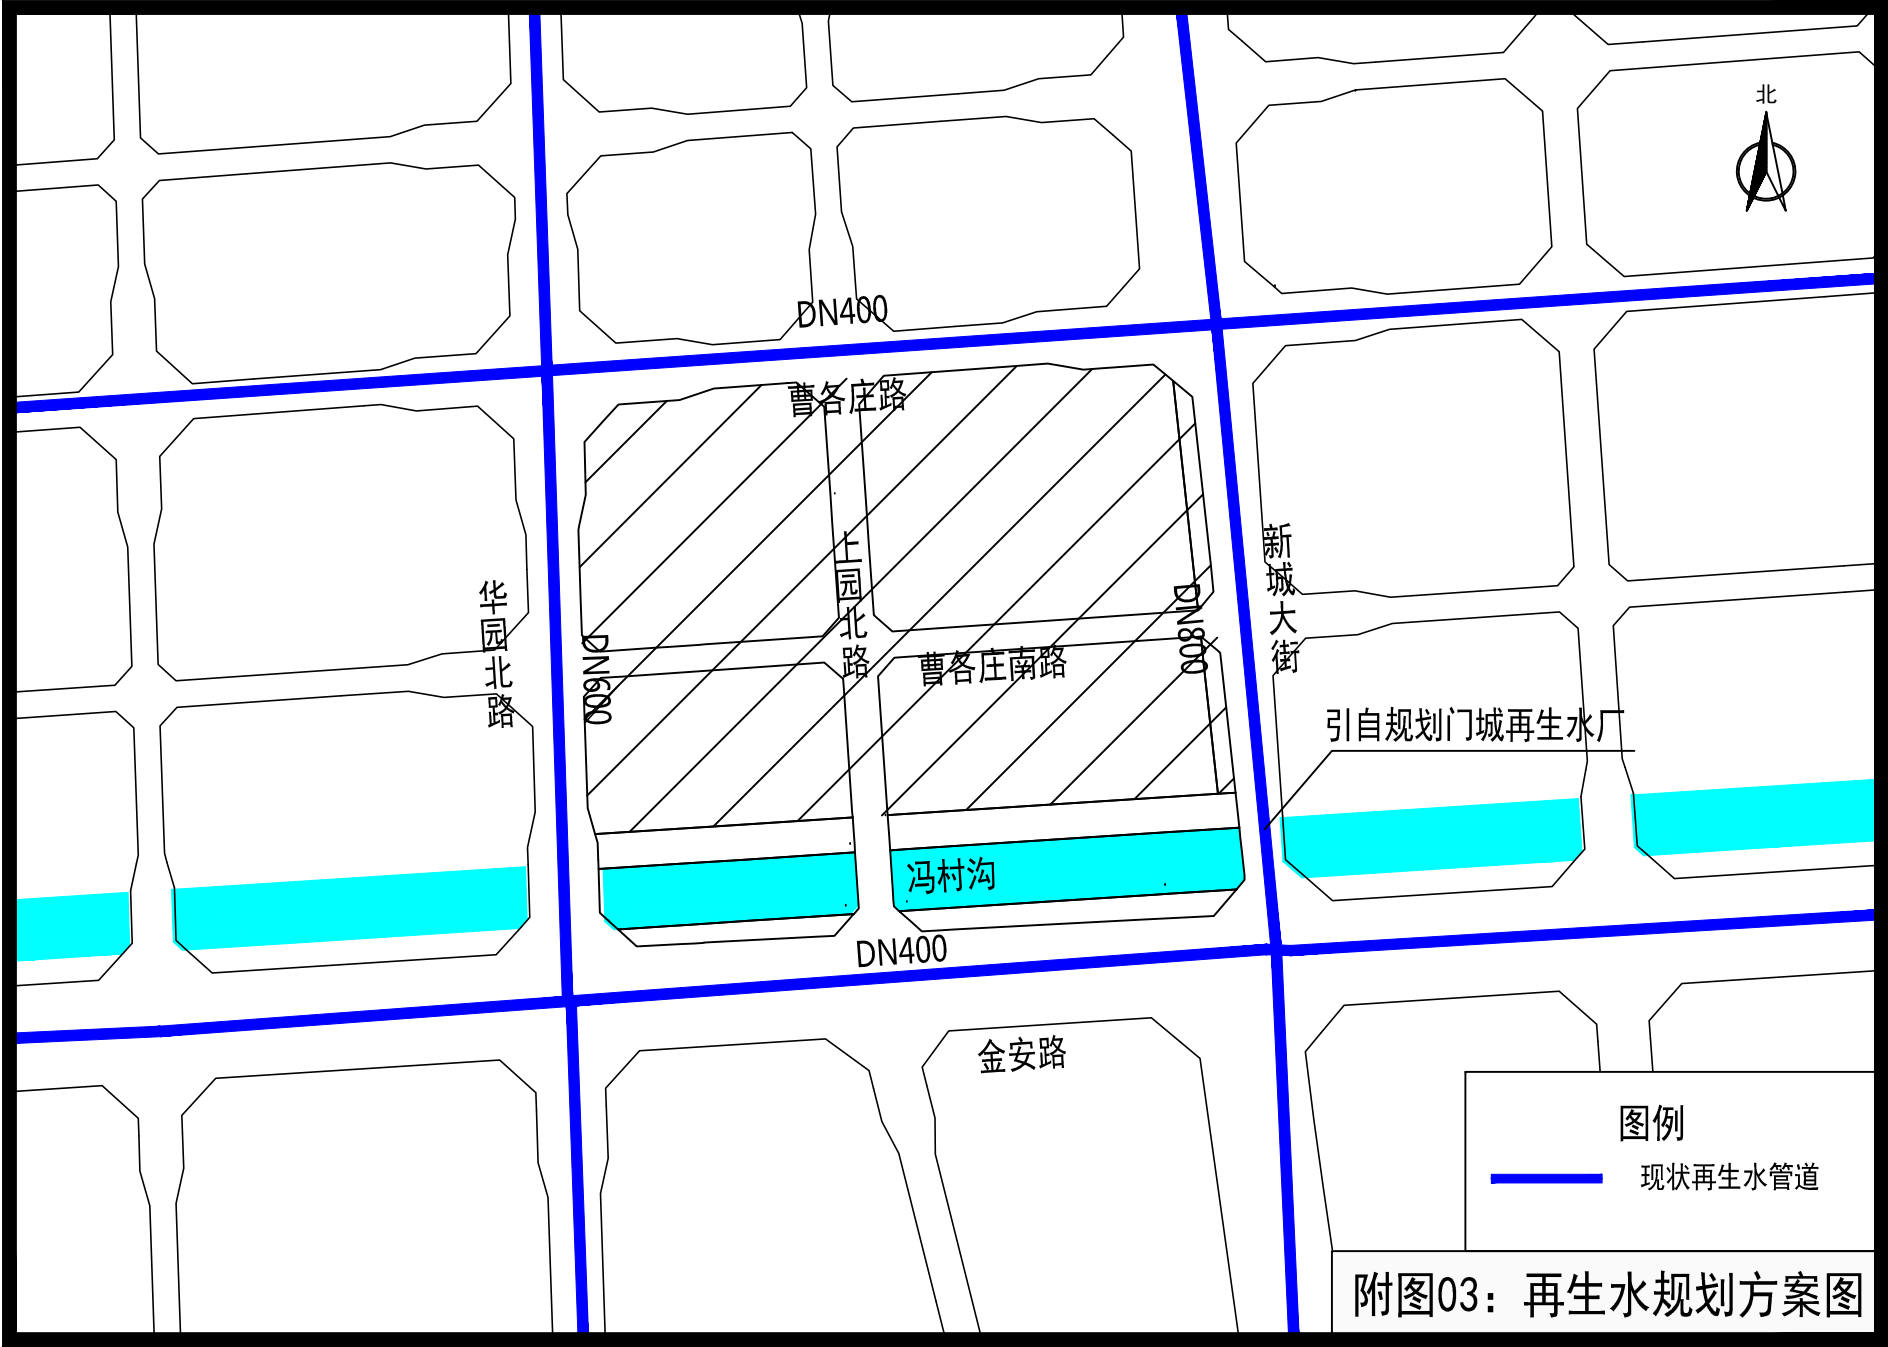 北
DN400
曹各庄路
新城大街
上园北路
华园北路
DN600
DN800
曹各庄南路
引自规划门城再生水厂
冯村沟
DN400
金安路
图例
现状再生水管道
附图03：再生水规划方案图